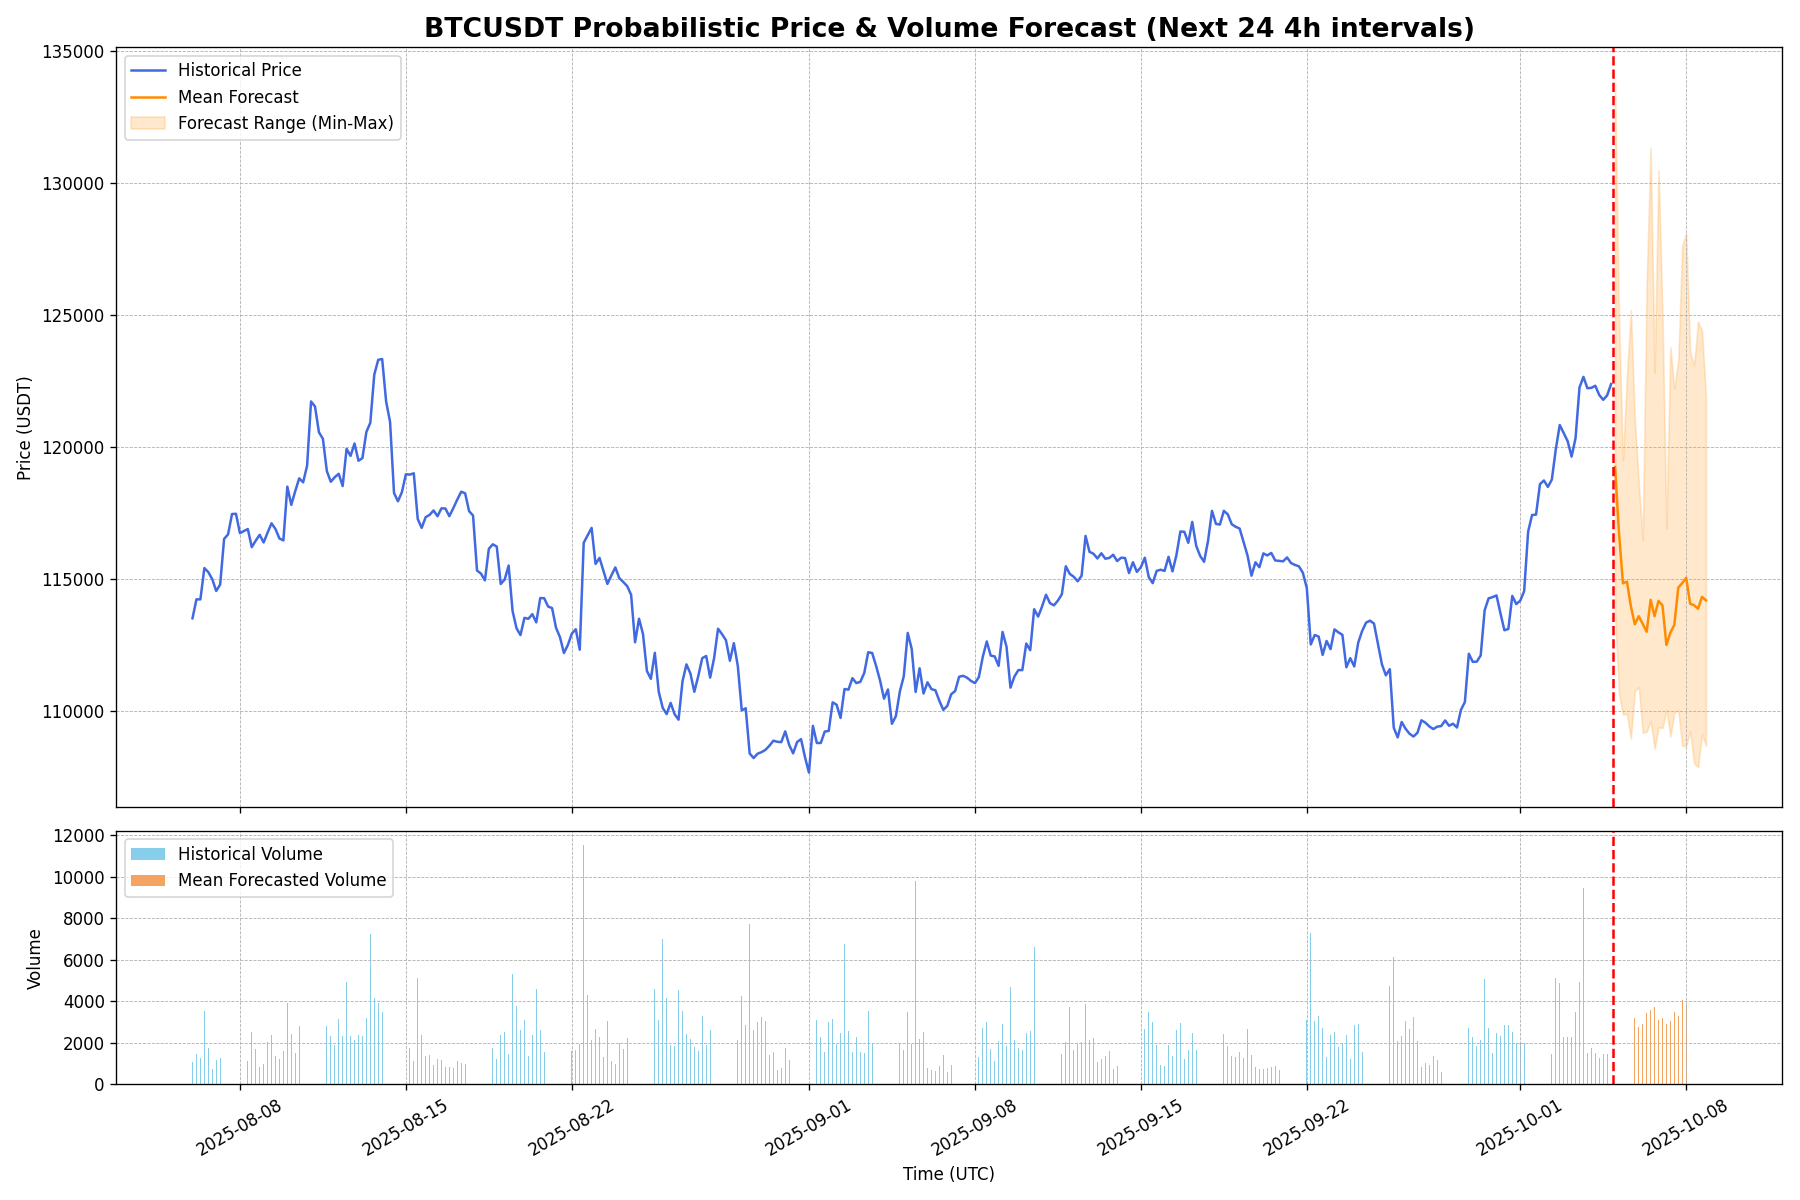 BTCUSDT Probabilistic Price & Volume Forecast (Next 24 4h intervals)
135000
130000
125000
120000
115000
110000
Price (USDT)
Historical Price
Mean Forecast
Forecast Range (Min-Max)
12000
10000
8000
6000
4000
2000
0
Volume
Historical Volume
Mean Forecasted Volume
2025-08-08
2025-08-15
2025-08-22
2025-09-01
2025-09-08
2025-09-15
2025-09-22
2025-10-01
2025-10-08
Time (UTC)